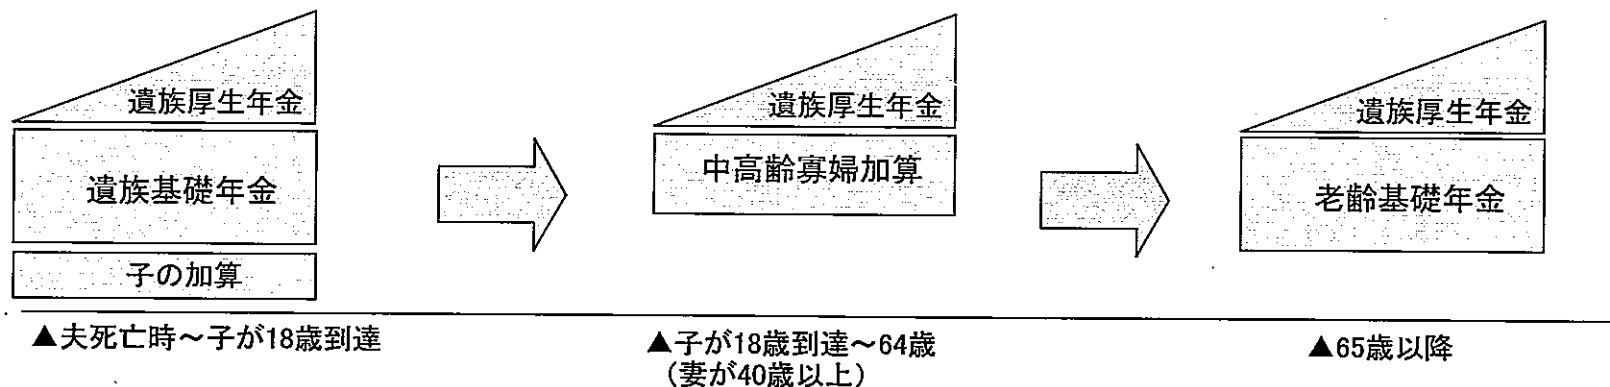 遺族厚生年金
遺族基礎年金
子の加算
▲夫死亡時～子が18歳到達
遺族厚生年金
中高齢寡婦加算
▲子が18歳到達～64歳
（妻が40歳以上）
遺族厚生年金
老齢基礎年金
▲65歳以降